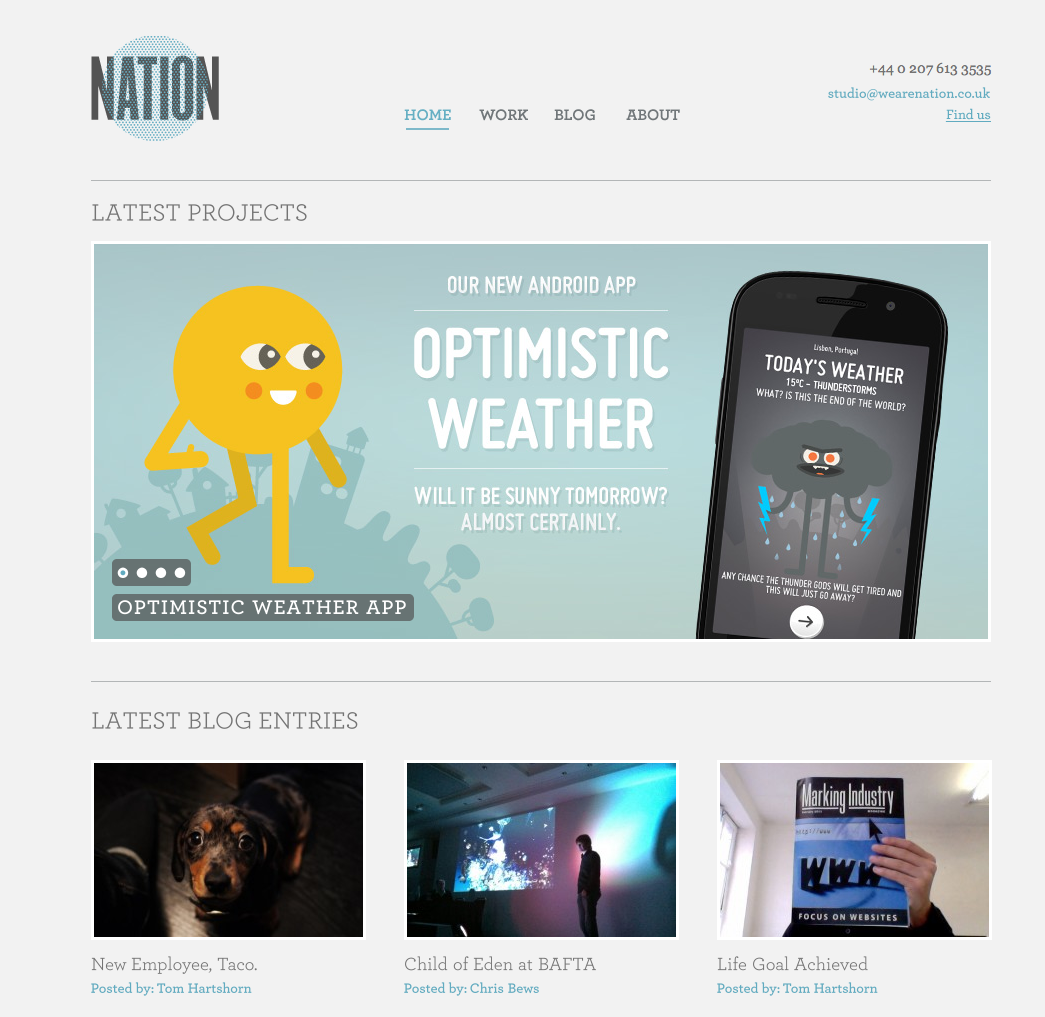 NATION
+44 0 207 613 3535
studio@wearenation.co.uk
Find us
HOME WORK BLOG ABOUT
LATEST PROJECTS
OUR NEW ANDROID APP
OPTIMISTIC
WEATHER
WILL IT BE SUNNY TOMORROW?
ALMOST CERTAINLY.
Lisbon, Portugal
TODAY'S WEATHER
15ºC - THUNDERSTORMS
WHAT? IS THIS THE END OF THE WORLD?
ANY CHANCE THE THUNDER GODS WILL GET TIRED AND
THIS WILL JUST GO AWAY?
OPTIMISTIC WEATHER APP
LATEST BLOG ENTRIES
Marking Industry
http://www
WWW
FOCUS ON WEBSITES
New Employee, Taco.
Posted by: Tom Hartshorn
Child of Eden at BAFTA
Posted by: Chris Bews
Life Goal Achieved
Posted by: Tom Hartshorn